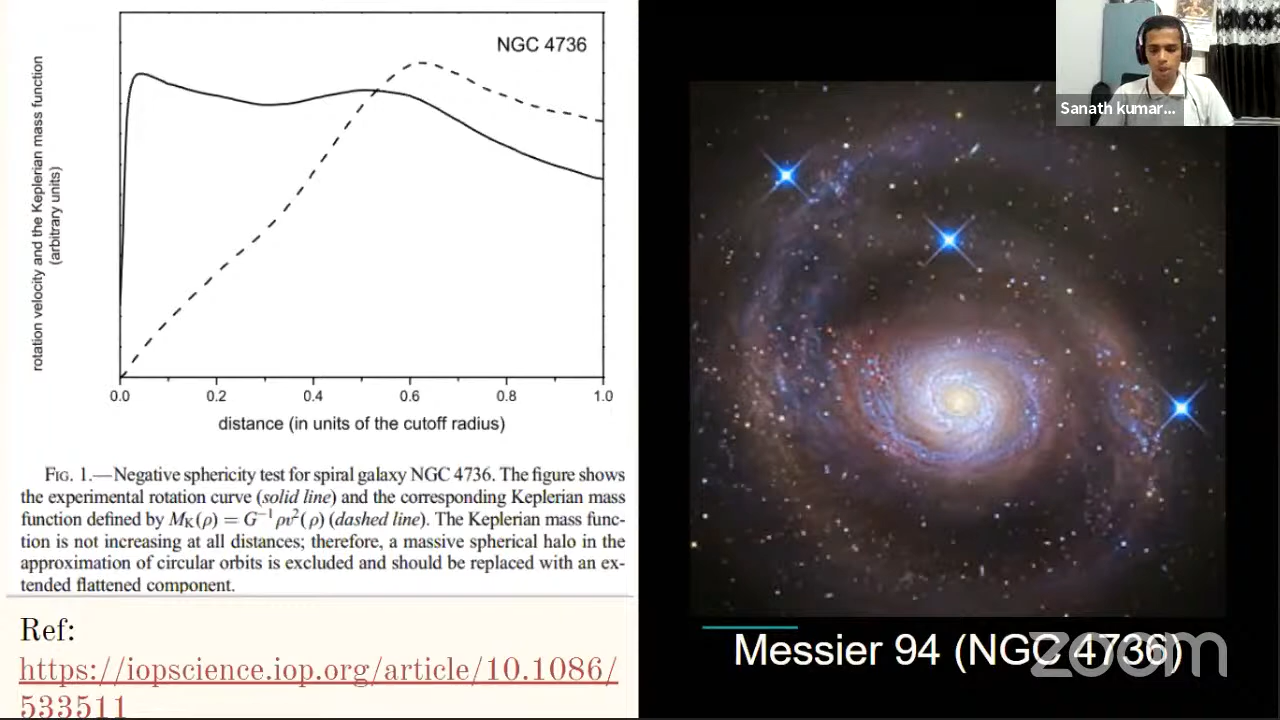 NGC 4736
rotation velocity and the Keplerian mass function
(arbitrary units)
0.0 0.2 0.4 0.6 0.8 1.0
distance (in units of the cutoff radius)
FIG. 1.—Negative sphericity test for spiral galaxy NGC 4736. The figure shows
the experimental rotation curve (solid line) and the corresponding Keplerian mass
function defined by M_K(ρ) = G⁻¹ρv²(ρ) (dashed line). The Keplerian mass func-
tion is not increasing at all distances; therefore, a massive spherical halo in the
approximation of circular orbits is excluded and should be replaced with an ex-
tended flattened component.
Ref:
https://iopscience.iop.org/article/10.1086/
533511
Sanath kumar...
Messier 94 (NGC 4736)
zoom